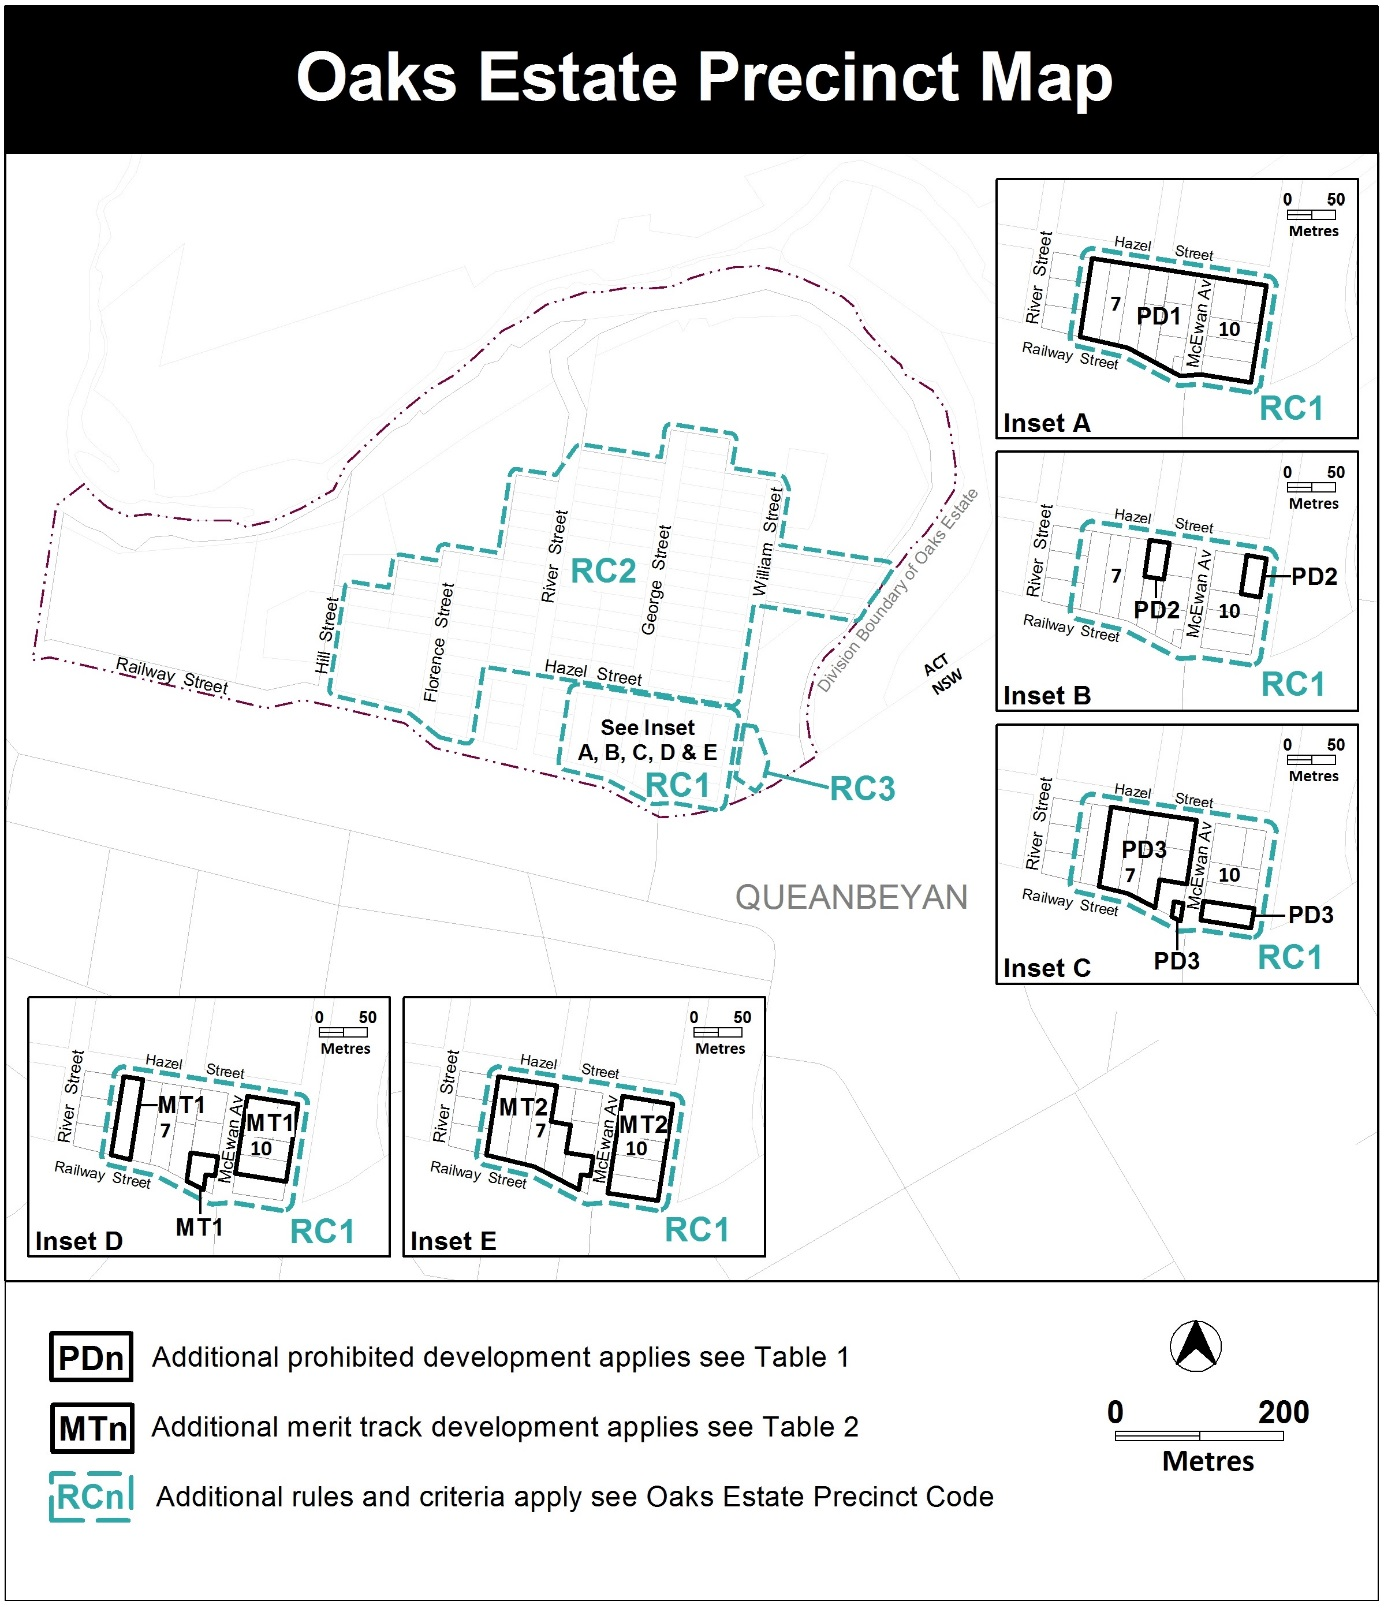 Oaks Estate Precinct Map
River Street
George Street
William Street
RC2
Florence Street
Hill Street
Railway Street
Hazel Street
Division Boundary of Oaks Estate
ACT
NSW
See Inset
A, B, C, D & E
RC1
RC3
QUEANBEYAN
0 50
Metres
Hazel Street
River Street
7
PD1
McEwan Av
10
Railway Street
RC1
Inset A
0 50
Metres
Hazel Street
River Street
7
PD2
PD2
McEwan Av
10
Railway Street
RC1
Inset B
0 50
Metres
Hazel Street
River Street
PD3
7
McEwan Av
10
PD3
PD3
Railway Street
RC1
Inset C
0 50
Metres
Hazel Street
River Street
MT1
7
McEwan Av
MT1
10
Railway Street
MT1
RC1
Inset D
0 50
Metres
Hazel Street
River Street
MT2
7
McEwan Av
MT2
10
Railway Street
RC1
Inset E
PDn Additional prohibited development applies see Table 1
MTn Additional merit track development applies see Table 2
RCn Additional rules and criteria apply see Oaks Estate Precinct Code
0 200
Metres